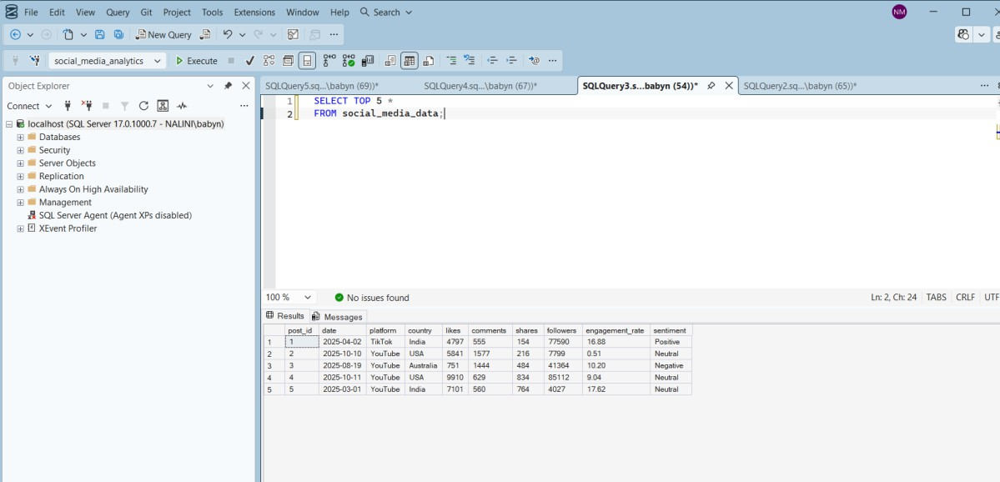 File Edit View Query Git Project Tools Extensions Window Help Search NM
New Query
social_media_analytics Execute
Object Explorer
SQLQuery5.sq...\babyn (69))* SQLQuery4.sq...\babyn (67))* SQLQuery3.s...babyn (54))* SQLQuery2.sq...\babyn (65))*
Connect
localhost (SQL Server 17.0.1000.7 - NALINI\babyn)
Databases
Security
Server Objects
Replication
Always On High Availability
Management
SQL Server Agent (Agent XPs disabled)
XEvent Profiler
1 SELECT TOP 5 *
2 FROM social_media_data;
100 % No issues found Ln: 2, Ch: 24 TABS CRLF UTF
Results Messages
post_id date platform country likes comments shares followers engagement_rate sentiment
1 1 2025-04-02 TikTok India 4797 555 154 77590 16.88 Positive
2 2 2025-10-10 YouTube USA 5841 1577 216 7799 0.51 Neutral
3 3 2025-08-19 YouTube Australia 751 1444 484 41364 10.20 Negative
4 4 2025-10-11 YouTube USA 9910 629 834 85112 9.04 Neutral
5 5 2025-03-01 YouTube India 7101 560 764 4027 17.62 Neutral